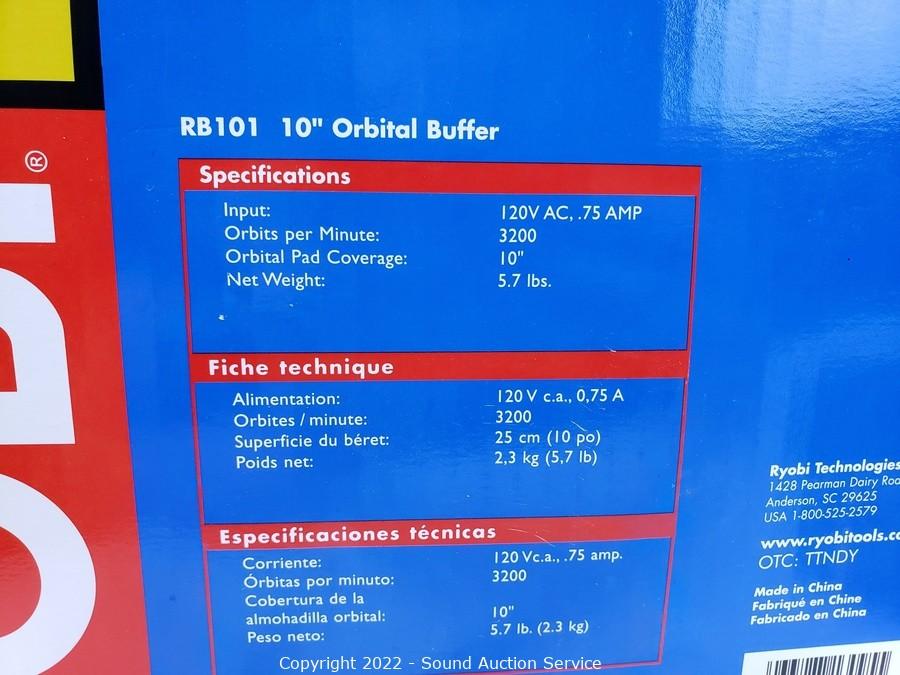 RB101 10" Orbital Buffer
Specifications
Input: 120V AC, .75 AMP
Orbits per Minute: 3200
Orbital Pad Coverage: 10"
Net Weight: 5.7 lbs.
Fiche technique
Alimentation: 120 V c.a., 0,75 A
Orbites / minute: 3200
Superficie du béret: 25 cm (10 po)
Poids net: 2,3 kg (5,7 lb)
Especificaciones técnicas
Corriente: 120 Vc.a., .75 amp.
Órbitas por minuto: 3200
Cobertura de la
almohadilla orbital: 10"
Peso neto: 5.7 lb. (2.3 kg)
®
Ryobi Technologies
1428 Pearman Dairy
Anderson, SC 29625
USA 1-800-525-2579
www.ryobitools.co
OTC: TTNDY
Made in China
Fabriqué en Chine
Fabricado en China
Copyright 2022 - Sound Auction Service